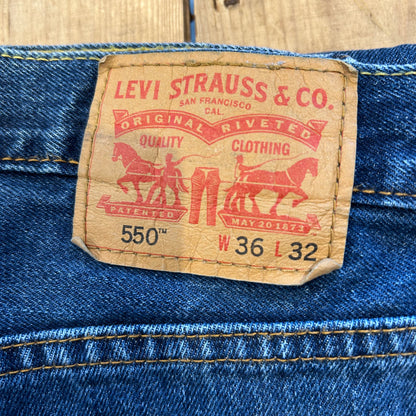 LEVI STRAUSS & CO.
SAN FRANCISCO
CAL.
ORIGINAL RIVETED
QUALITY CLOTHING
PATENTED MAY 20 1873
550™ W 36 L 32